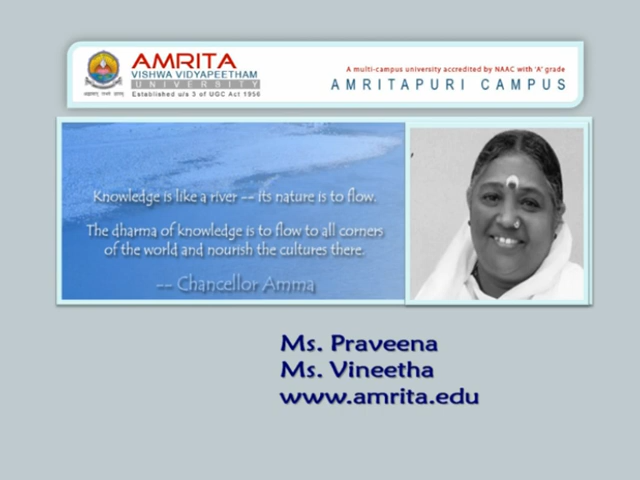 AMRITA
VISHWA VIDYAPEETHAM
UNIVERSITY
Established u/s 3 of UGC Act 1956
A multi-campus university accredited by NAAC with 'A' grade
AMRITAPURI CAMPUS
Knowledge is like a river -- its nature is to flow.
The dharma of knowledge is to flow to all corners
of the world and nourish the cultures there.
-- Chancellor Amma
Ms. Praveena
Ms. Vineetha
www.amrita.edu